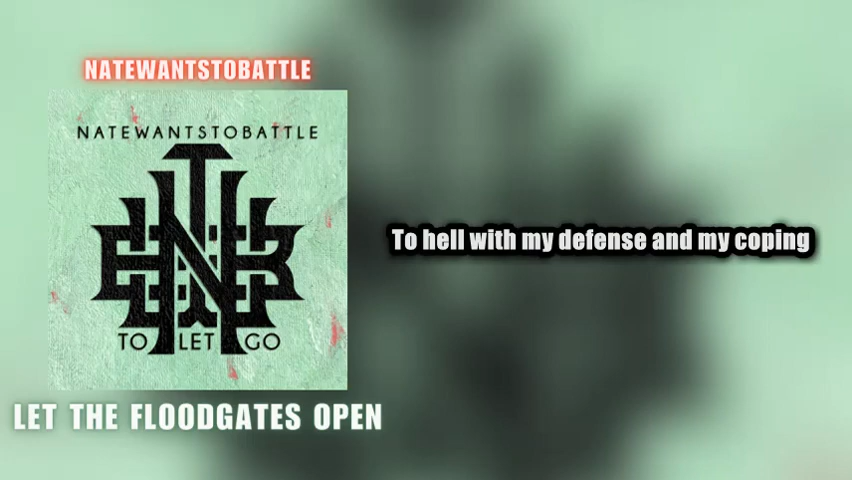 NATEWANTSTOBATTLE
NATEWANTSTOBATTLE
TO LET GO
LET THE FLOODGATES OPEN
To hell with my defense and my coping